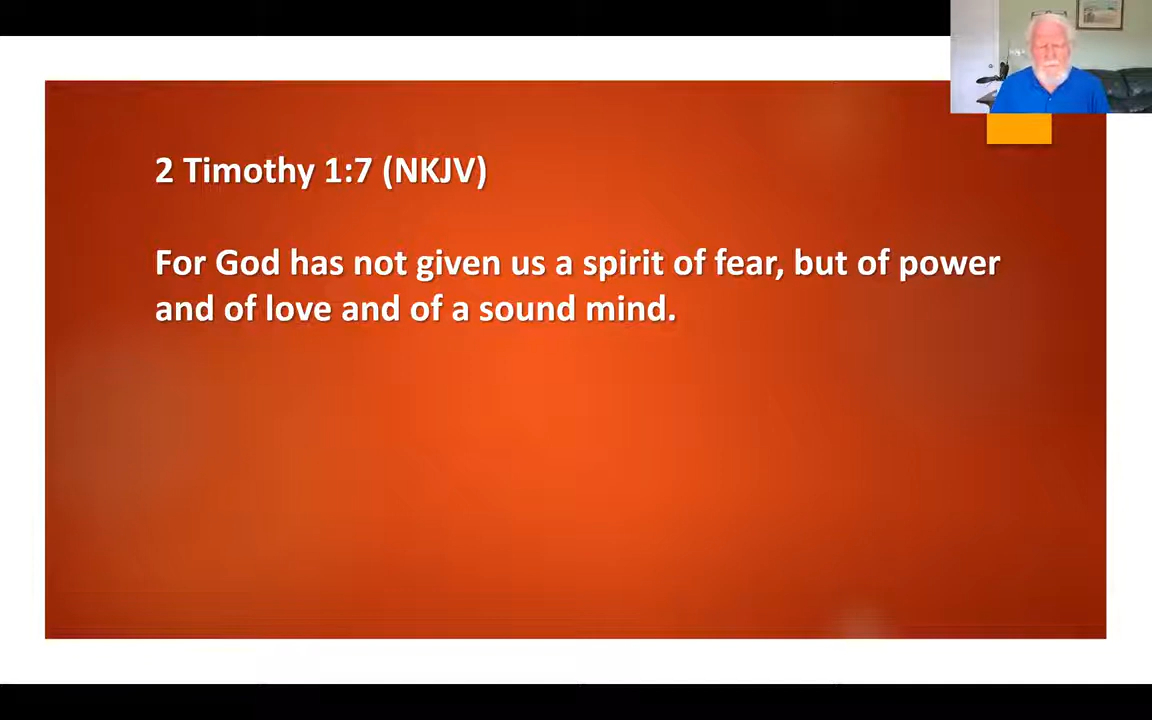 2 Timothy 1:7 (NKJV)
For God has not given us a spirit of fear, but of power
and of love and of a sound mind.